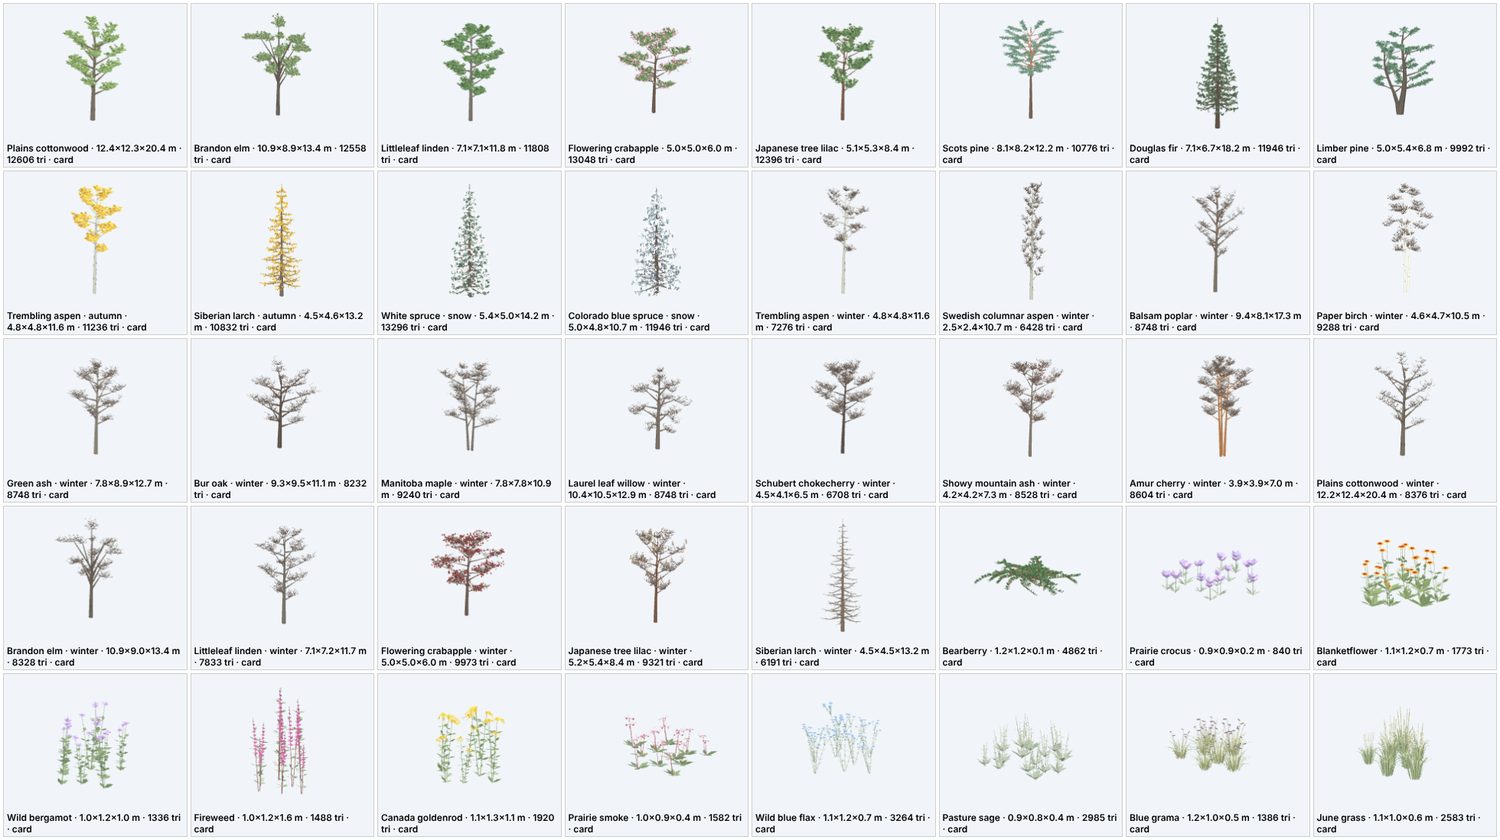 Plains cottonwood · 12.4×12.3×20.4 m ·
12606 tri · card
Brandon elm · 10.9×8.9×13.4 m · 12558
tri · card
Littleleaf linden · 7.1×7.1×11.8 m · 11808
tri · card
Flowering crabapple · 5.0×5.0×6.0 m ·
13048 tri · card
Japanese tree lilac · 5.1×5.3×8.4 m ·
12396 tri · card
Scots pine · 8.1×8.2×12.2 m · 10776 tri ·
card
Douglas fir · 7.1×6.7×18.2 m · 11946 tri ·
card
Limber pine · 5.0×5.4×6.8 m · 9992 tri ·
card
Trembling aspen · autumn ·
4.8×4.8×11.6 m · 11236 tri · card
Siberian larch · autumn · 4.5×4.6×13.2
m · 10832 tri · card
White spruce · snow · 5.4×5.0×14.2 m ·
13296 tri · card
Colorado blue spruce · snow ·
5.0×4.8×10.7 m · 11946 tri · card
Trembling aspen · winter · 4.8×4.8×11.6
m · 7276 tri · card
Swedish columnar aspen · winter ·
2.5×2.4×10.7 m · 6428 tri · card
Balsam poplar · winter · 9.4×8.1×17.3 m
· 8748 tri · card
Paper birch · winter · 4.6×4.7×10.5 m ·
9288 tri · card
Green ash · winter · 7.8×8.9×12.7 m ·
8748 tri · card
Bur oak · winter · 9.3×9.5×11.1 m · 8232
tri · card
Manitoba maple · winter · 7.8×7.8×10.9
m · 9240 tri · card
Laurel leaf willow · winter ·
10.4×10.5×12.9 m · 8748 tri · card
Schubert chokecherry · winter ·
4.5×4.1×6.5 m · 6708 tri · card
Showy mountain ash · winter ·
4.2×4.2×7.3 m · 8528 tri · card
Amur cherry · winter · 3.9×3.9×7.0 m ·
8604 tri · card
Plains cottonwood · winter ·
12.2×12.4×20.4 m · 8376 tri · card
Brandon elm · winter · 10.9×9.0×13.4 m
· 8328 tri · card
Littleleaf linden · winter · 7.1×7.2×11.7 m
· 7833 tri · card
Flowering crabapple · winter ·
5.0×5.0×6.0 m · 9973 tri · card
Japanese tree lilac · winter ·
5.2×5.4×8.4 m · 9321 tri · card
Siberian larch · winter · 4.5×4.5×13.2 m
· 6191 tri · card
Bearberry · 1.2×1.2×0.1 m · 4862 tri ·
card
Prairie crocus · 0.9×0.9×0.2 m · 840 tri
· card
Blanketflower · 1.1×1.2×0.7 m · 1773 tri
· card
Wild bergamot · 1.0×1.2×1.0 m · 1336 tri
· card
Fireweed · 1.0×1.2×1.6 m · 1488 tri ·
card
Canada goldenrod · 1.1×1.3×1.1 m · 1920
tri · card
Prairie smoke · 1.0×0.9×0.4 m · 1582 tri
· card
Wild blue flax · 1.1×1.2×0.7 m · 3264 tri
· card
Pasture sage · 0.9×0.8×0.4 m · 2985 tri
· card
Blue grama · 1.2×1.0×0.5 m · 1386 tri ·
card
June grass · 1.1×1.0×0.6 m · 2583 tri ·
card